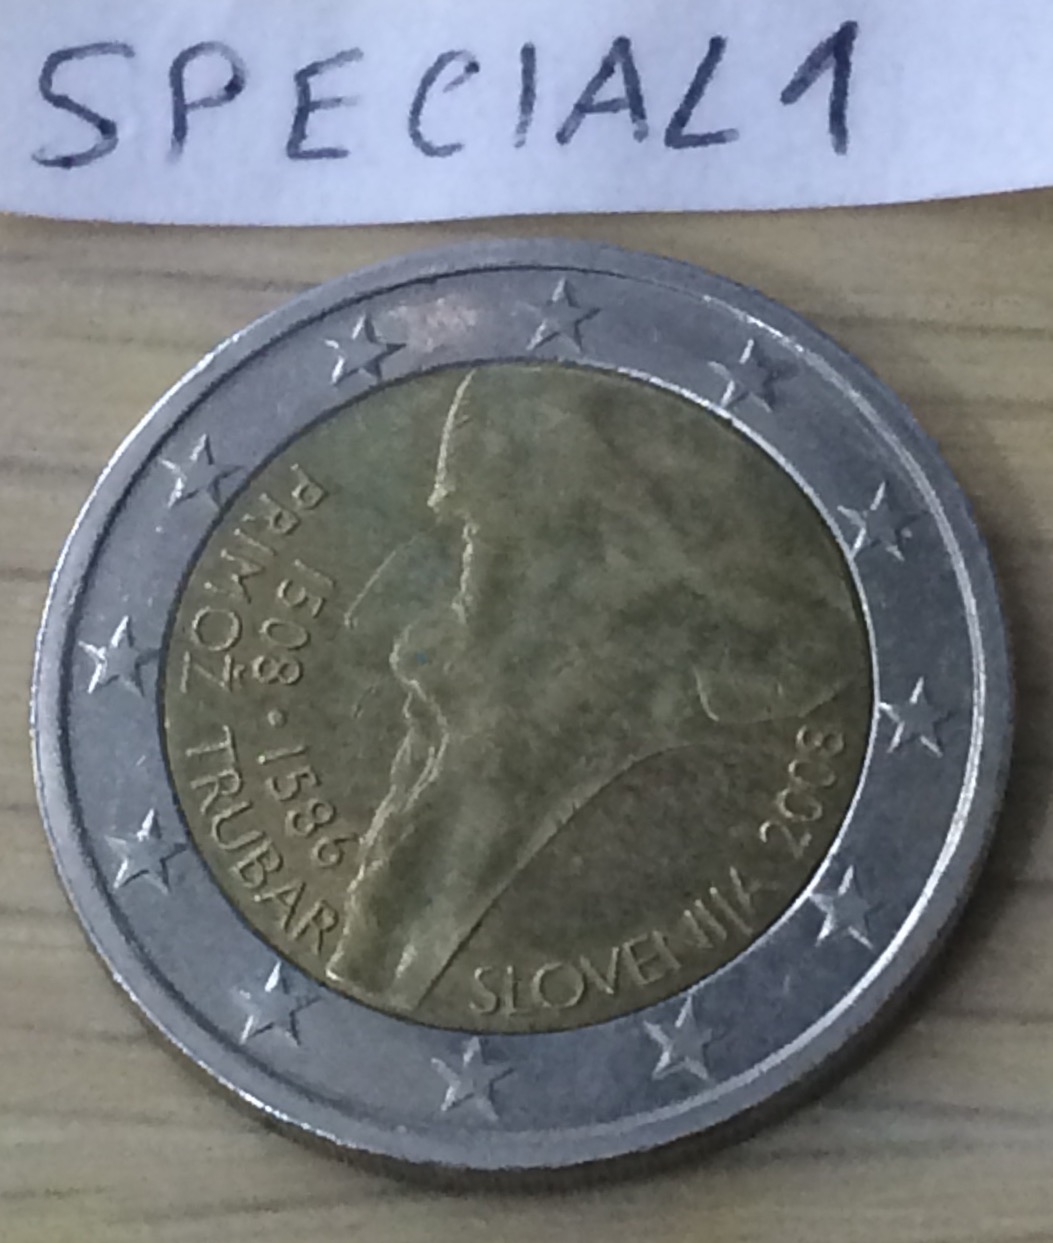 SPECIAL1
PRIMOŽ TRUBAR
1508 · 1586
SLOVENIJA 2008